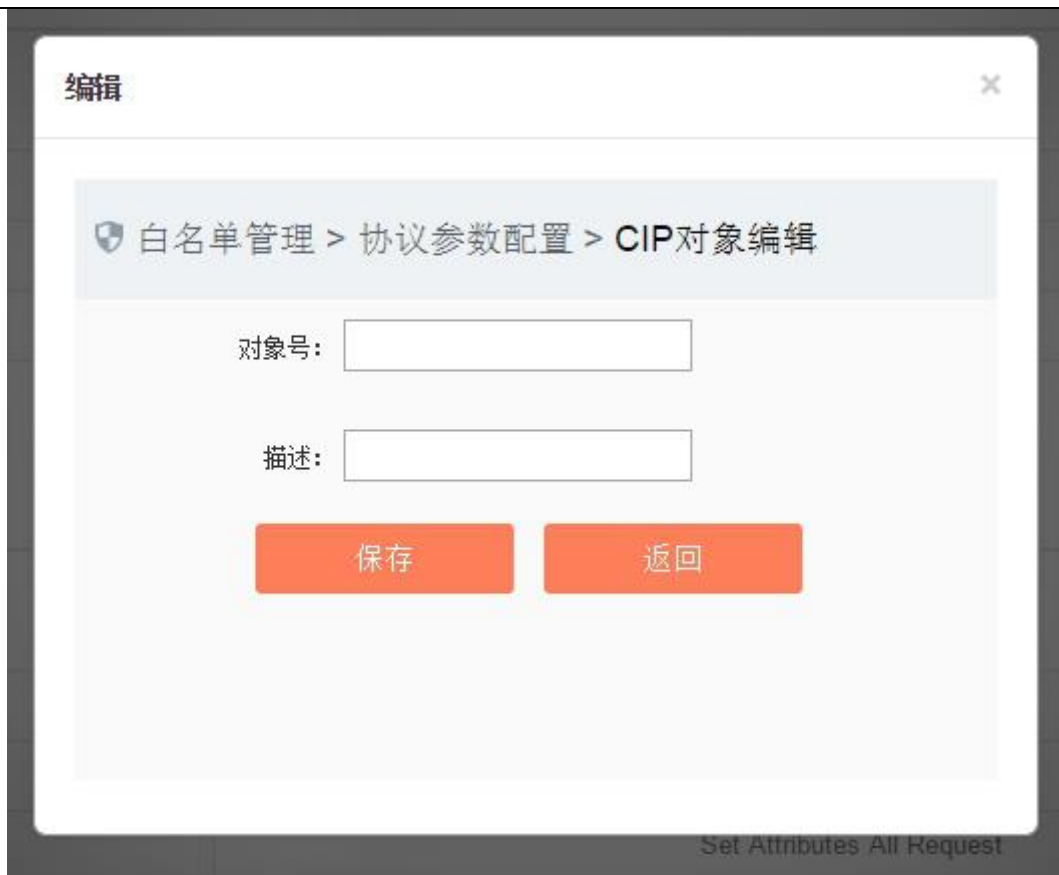 编辑 ×
白名单管理 > 协议参数配置 > CIP对象编辑
对象号：
描述：
保存 返回
Set Attributes All Request